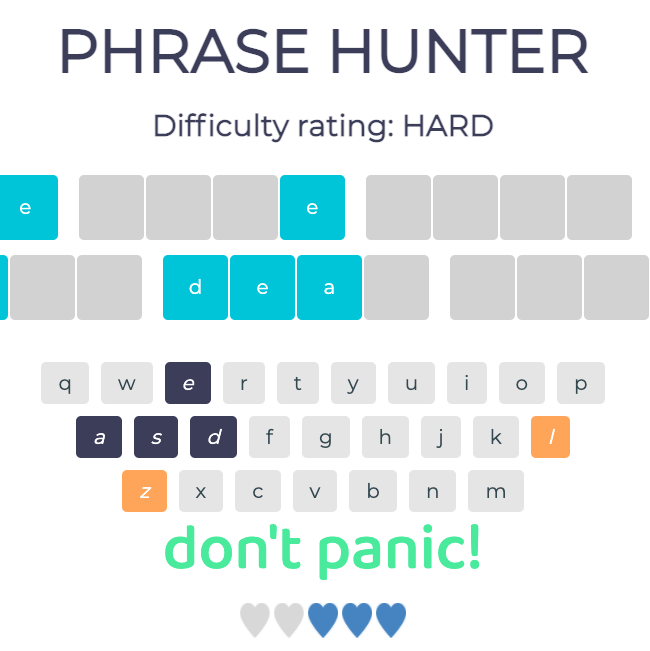 PHRASE HUNTER
Difficulty rating: HARD
e e
d e a
q w e r t y u i o p
a s d f g h j k l
z x c v b n m
don't panic!